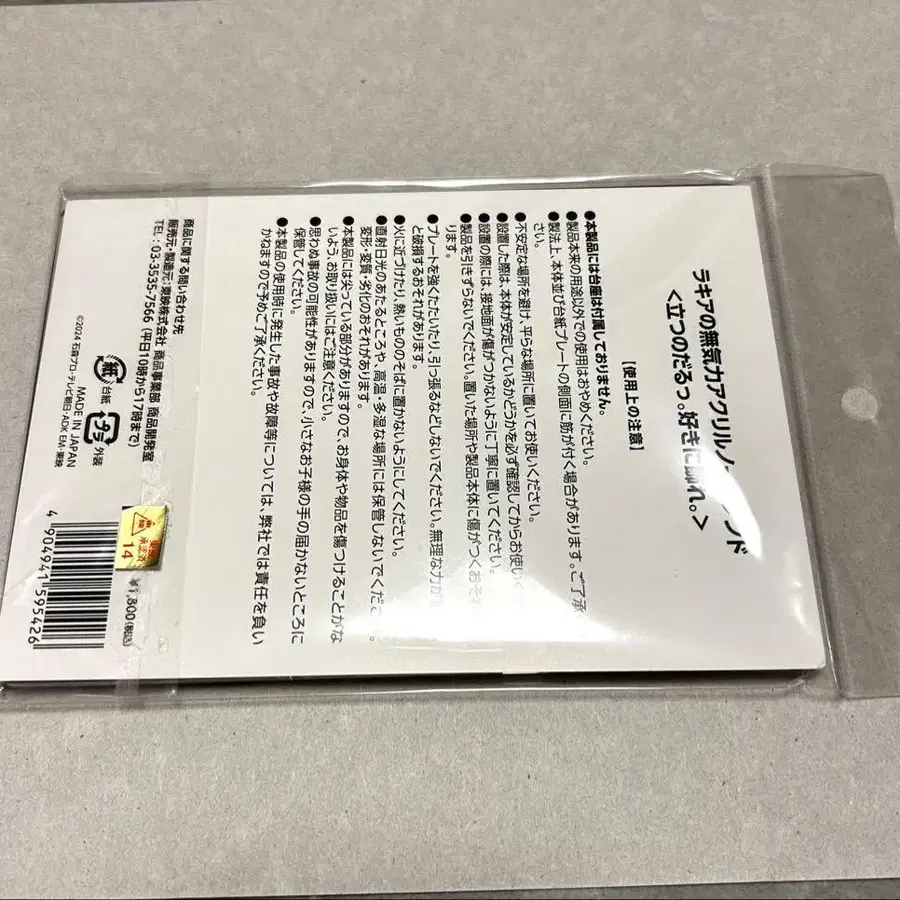 ラキアの無気力アクリルノースタンド
<立つのだるっ。好きに飾れ。>
【使用上の注意】
●本製品には台座は付属しておりません。
●製品本来の用途以外での使用はおやめください。
●製法上、本体並び台紙プレートの側面に筋が付く場合があります。ご了承
さい。
●不安定な場所を避け、平らな場所に置いてお使いください。
●設置した際は、本体が安定しているかどうかを必ず確認してからお使い
●設置の際には、接地面が傷がつかないように丁寧に置いてください。
●製品を引きずらないでください。置いた場所や製品本体に傷がつくおそれ
ります。
●プレートを強くたたいたり、引っ張るなどしないでください。無理な力が
と破損するおそれがあります。
●火に近づけたり、熱いもののそばに置かないようにしてください。
●直射日光のあたるところや、高温・多湿な場所には保管しないでくだ
変形・変質・劣化のおそれがあります。
●本製品には尖っている部分がありますので、お身体や物品を傷つけることがな
いよう、お取り扱いにはご注意ください。
●思わぬ事故の可能性がありますので、小さなお子様の手の届かないところに
保管してください。
●本製品の使用時に発生した事故や故障等については、弊社では責任を負い
かねますので予めご了承ください。
商品に関する問い合わせ先
販売元・製造元:東映株式会社 商品事業部 商品開発室
TEL:03-3535-7566 (平日10時から17時まで)
紙 台紙
プラ 外装
©2024 石森プロ・テレビ朝日・ADK EM・東映
MADE IN JAPAN
14
¥1,800(税込)
4 904941 595426